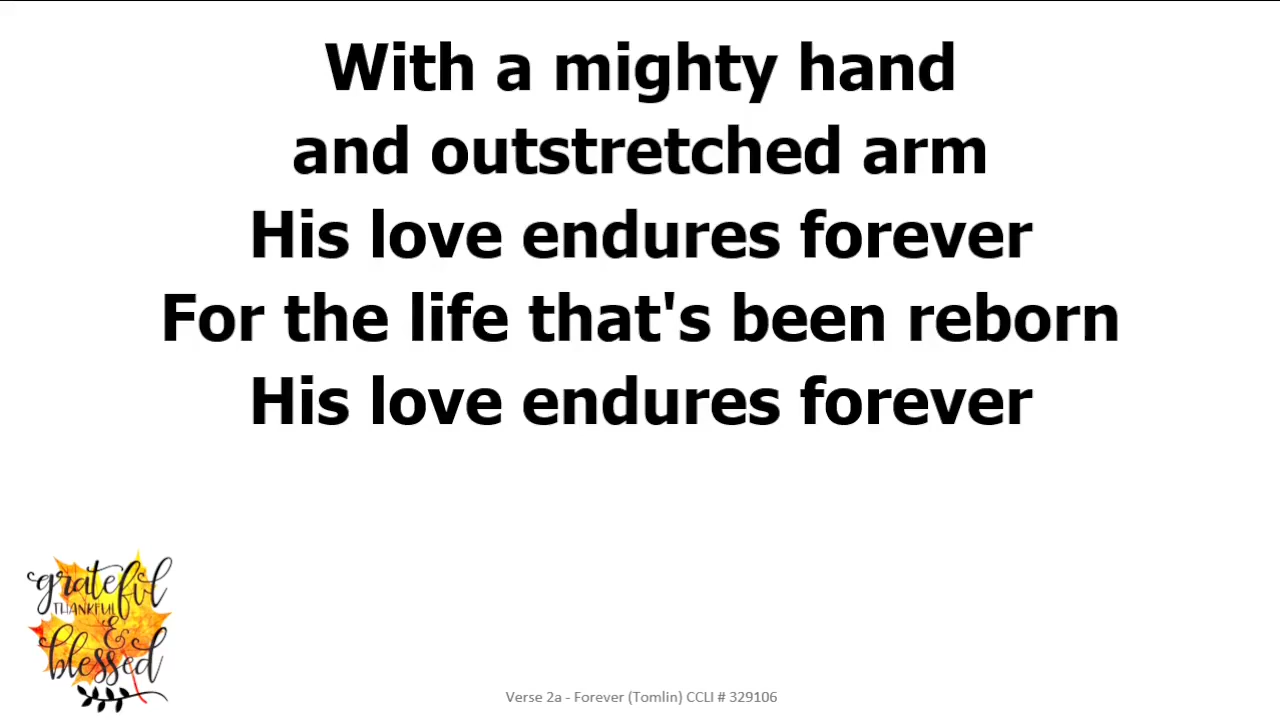 With a mighty hand
and outstretched arm
His love endures forever
For the life that's been reborn
His love endures forever
grateful
THANKFUL
&
blessed
Verse 2a - Forever (Tomlin) CCLI # 329106